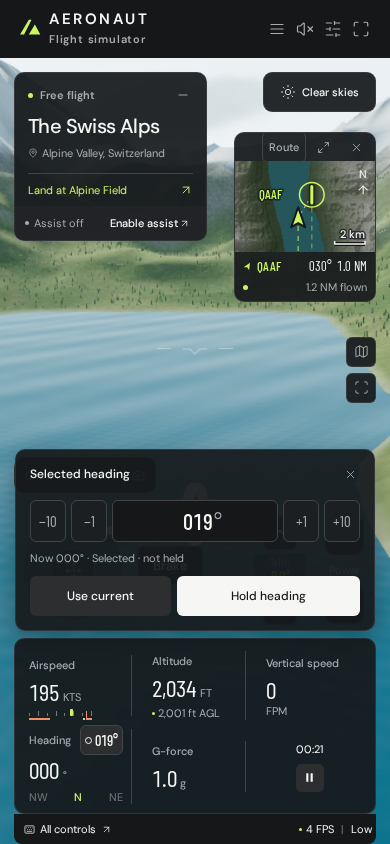 AERONAUT
Flight simulator
Free flight
The Swiss Alps
Alpine Valley, Switzerland
Land at Alpine Field
Assist off
Enable assist
Clear skies
Route
QAAF
N
2 km
QAAF 030° 1.0 NM
1.2 NM flown
Selected heading
−10 −1 019° +1 +10
Now 000° · Selected · not held
Use current
Hold heading
Airspeed
195 KTS
Altitude
2,034 FT
2,001 ft AGL
Vertical speed
0
FPM
Heading
019°
000 °
NW N NE
G-force
1.0 g
00:21
All controls
4 FPS | Low